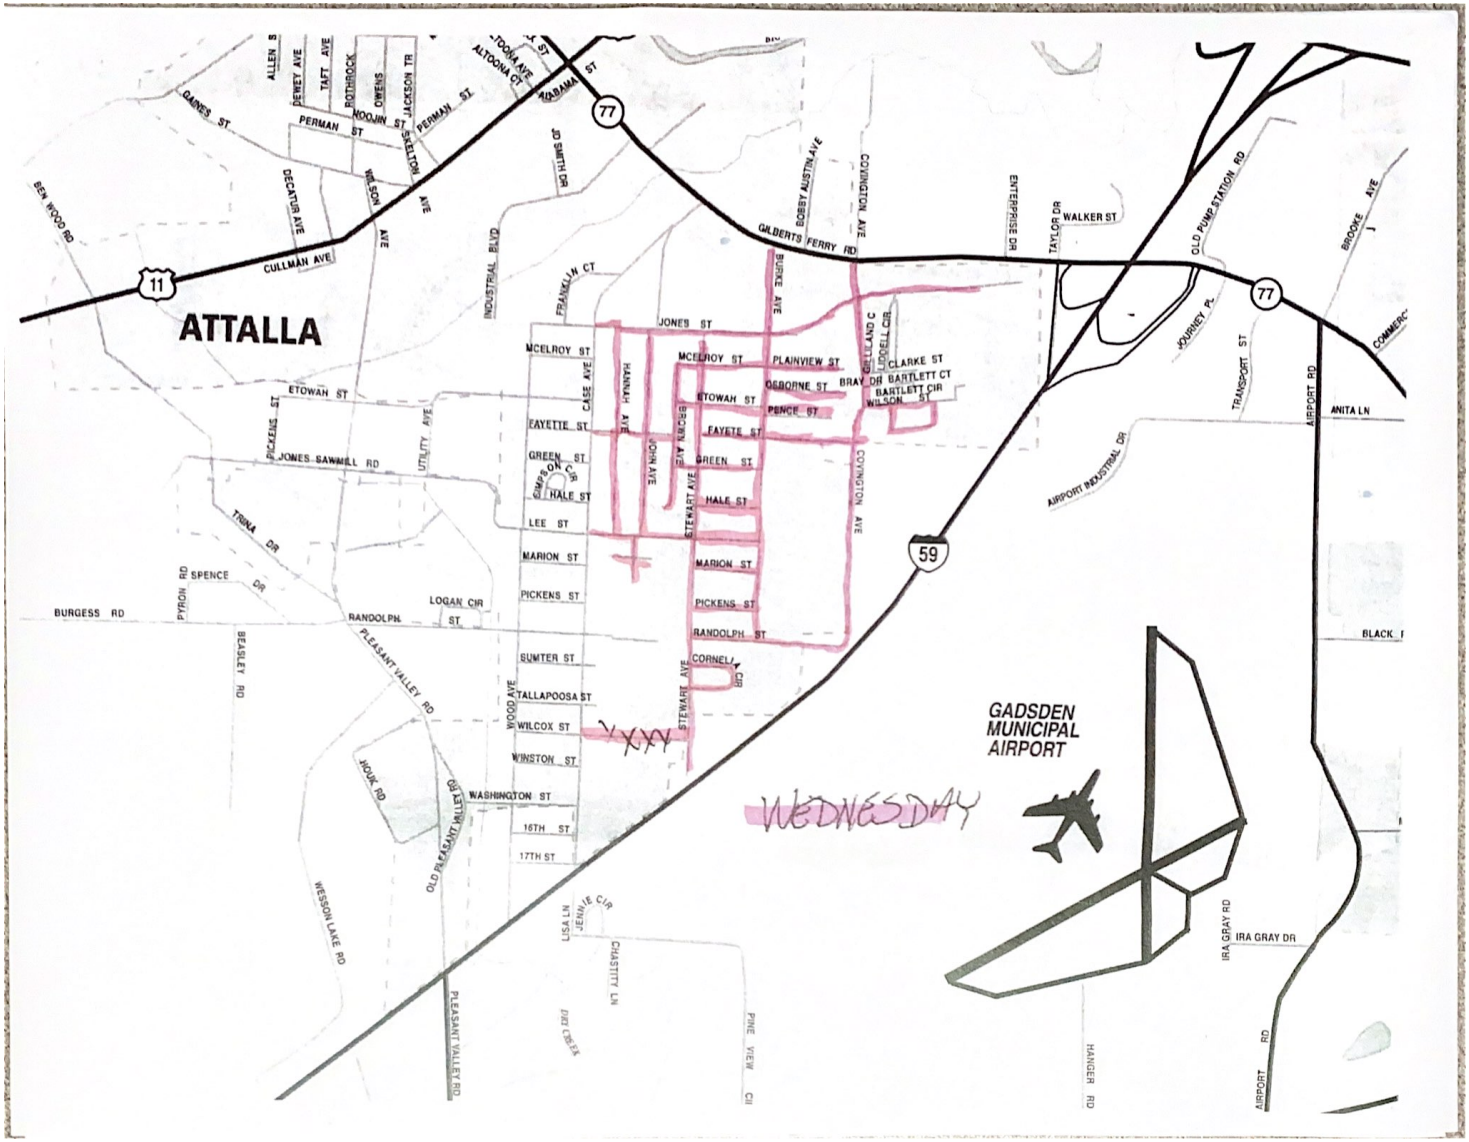 ALLEN S
DEWEY AVE
TAFT AVE
ROTHROCK
OWENS
JACKSON TR
ALTOONA CT
ST
ALABAMA ST
77
GAINES ST
PERMAN ST
NOOJIN ST
PERMAN ST
SKELTON AVE
JD SMITH DR
DECATUR AVE
WILSON AVE
BEN WOOD RD
CULLMAN AVE
11
ATTALLA
INDUSTRIAL BLVD
FRANKLIN CT
GILBERTS FERRY RD
BOBBY AUSTIN AVE
COVINGTON AVE
ENTERPRISE DR
TAYLOR DR
WALKER ST
OLD PUMP STATION RD
BROOKE AVE
77
JOURNEY PL
TRANSPORT ST
COMMERC
AIRPORT RD
ANITA LN
AIRPORT INDUSTRIAL DR
JONES ST
BURKE AVE
MCELROY ST
MCELROY ST
PLAINVIEW ST
GILLILAND C
LIDDELL CIR
CLARKE ST
CASE AVE
HANNAH AVE
OSBORNE ST
BRAY DR
BARTLETT CT
BARTLETT CIR
WILSON ST
ETOWAH ST
ETOWAH ST
PENCE ST
PICKENS ST
UTILITY AVE
FAYETTE ST
BROWN AVE
FAYETE ST
JOHN AVE
JONES SAWMILL RD
GREEN ST
GREEN ST
SIMPSON CIR
HALE ST
HALE ST
STEWART AVE
COVINGTON AVE
TRINA DR
LEE ST
MARION ST
MARION ST
59
PYRON RD
SPENCE DR
PICKENS ST
PICKENS ST
BURGESS RD
LOGAN CIR
RANDOLPH ST
RANDOLPH ST
BLACK
BEASLEY RD
PLEASANT VALLEY RD
SUMTER ST
CIR
STEWART AVE
WOOD AVE
TALLAPOOSA ST
WILCOX ST
XXX
WINSTON ST
HOUK RD
OLD PLEASANT VALLEY RD
WASHINGTON ST
16TH ST
17TH ST
WEDNESDAY
GADSDEN
MUNICIPAL
AIRPORT
WESSON LAKE RD
LISA LN
JENNIE CIR
CHASTITY LN
DRY CREEK
PINE VIEW CI
PLEASANT VALLEY RD
IRA GRAY RD
IRA GRAY DR
HANGER RD
AIRPORT RD